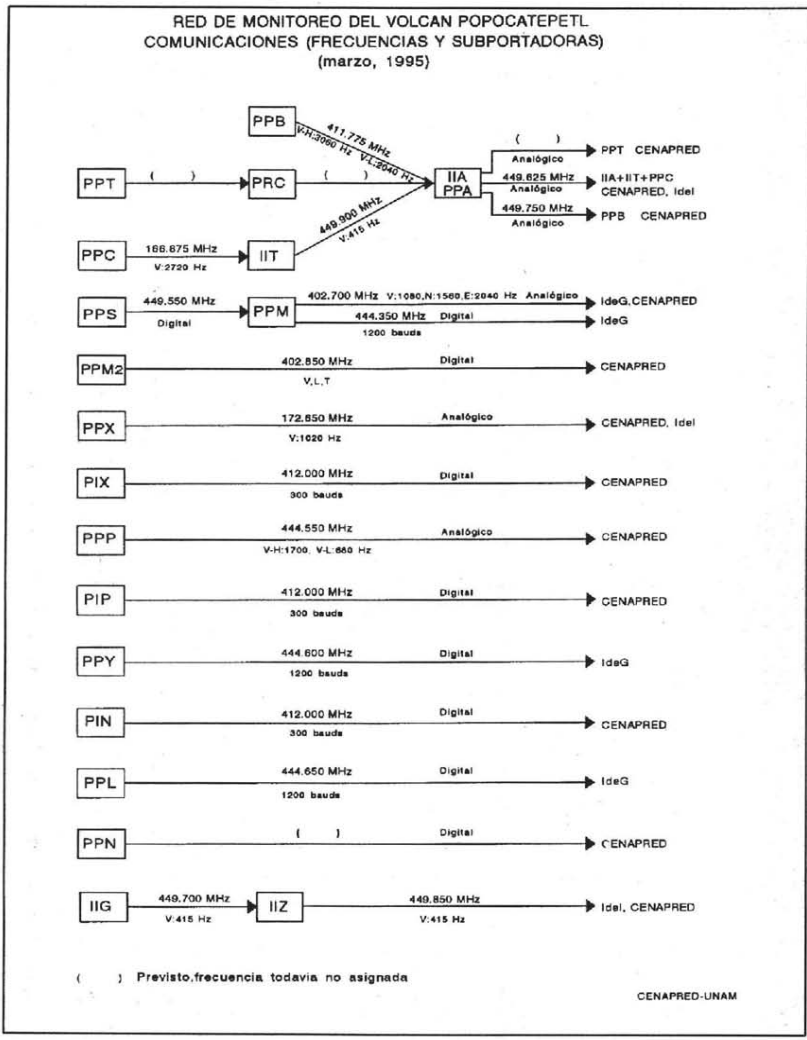 RED DE MONITOREO DEL VOLCAN POPOCATEPETL
COMUNICACIONES (FRECUENCIAS Y SUBPORTADORAS)
(marzo, 1995)
PPB
411.775 MHz
V-H:3060 Hz V-L:2040 Hz
PPT
( )
PRC
( )
IIA
PPA
( )
Analógico
PPT CENAPRED
449.625 MHz
Analógico
IIA+IIT+PPC
CENAPRED, IdeI
449.750 MHz
Analógico
PPB CENAPRED
PPC
166.675 MHz
V:2720 Hz
IIT
449.900 MHz
V:415 Hz
PPS
449.550 MHz
Digital
PPM
402.700 MHz V:1080,N:1560,E:2040 Hz Analógico
IdeG,CENAPRED
444.350 MHz Digital
1200 bauds
IdeG
PPM2
402.850 MHz Digital
V,L,T
CENAPRED
PPX
172.650 MHz Analógico
V:1020 Hz
CENAPRED, IdeI
PIX
412.000 MHz Digital
300 bauds
CENAPRED
PPP
444.550 MHz Analógico
V-H:1700, V-L:680 Hz
CENAPRED
PIP
412.000 MHz Digital
300 bauds
CENAPRED
PPY
444.600 MHz Digital
1200 bauds
IdeG
PIN
412.000 MHz Digital
300 bauds
CENAPRED
PPL
444.650 MHz Digital
1200 bauds
IdeG
PPN
( ) Digital
CENAPRED
IIG
449.700 MHz
V:415 Hz
IIZ
449.850 MHz
V:415 Hz
IdeI, CENAPRED
( ) Previsto,frecuencia todavia no asignada
CENAPRED-UNAM